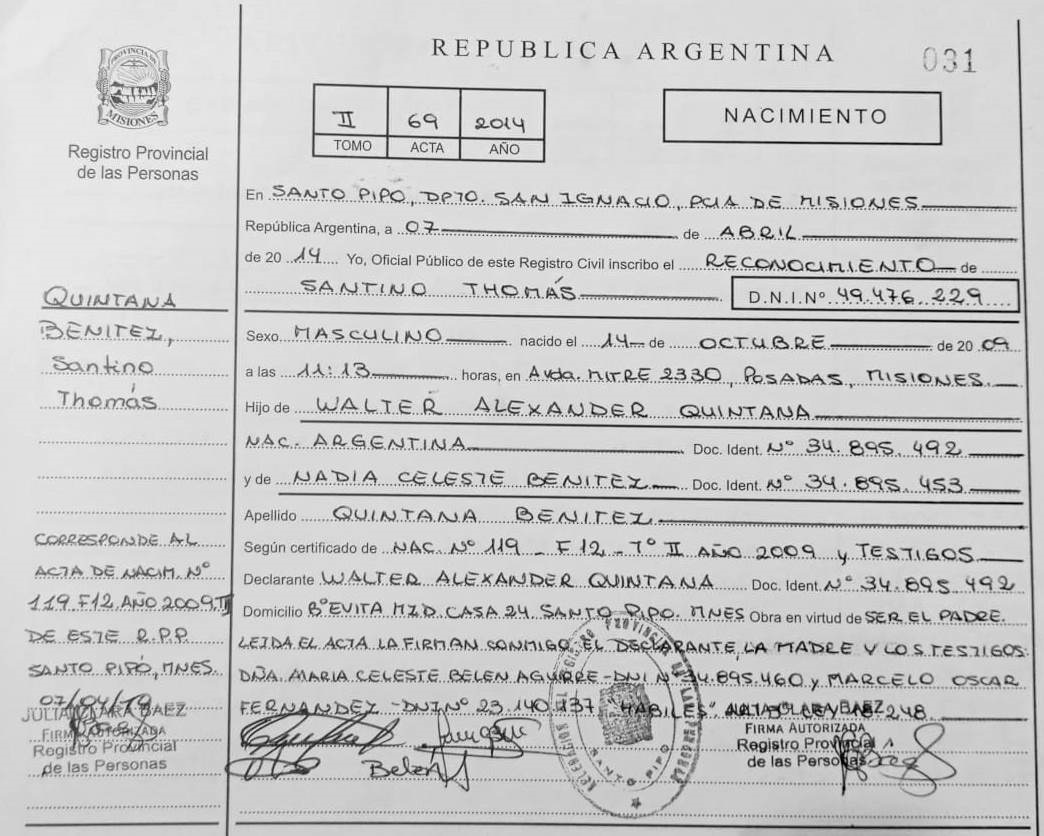 PROVINCIA DE
MISIONES
Registro Provincial
de las Personas
REPUBLICA ARGENTINA
031
II 69 2014
TOMO ACTA AÑO
NACIMIENTO
En SANTO PIPO, DPTO. SAN IGNACIO, PCIA DE MISIONES
República Argentina, a 07 de ABRIL
de 2014 Yo, Oficial Público de este Registro Civil inscribo el RECONOCIMIENTO de
SANTINO THOMÁS D.N.I.Nº 49.476.229
Sexo MASCULINO nacido el 14 de OCTUBRE de 2009
a las 11:13 horas, en Avda. MITRE 2330, POSADAS, MISIONES.
Hijo de WALTER ALEXANDER QUINTANA
NAC. ARGENTINA Doc. Ident. Nº 34.895.492
y de NADIA CELESTE BENITEZ Doc. Ident. Nº 34.895.453
Apellido QUINTANA BENITEZ
Según certificado de NAC. Nº 119 - F 12 - Tº II AÑO 2009 y TESTIGOS
Declarante WALTER ALEXANDER QUINTANA Doc. Ident. Nº 34.895.492
Domicilio Bº EVITA MZ D. CASA 24. SANTO PIPO. MNES Obra en virtud de SER EL PADRE.
LEIDA EL ACTA LA FIRMAN CONMIGO EL DECLARANTE, LA MADRE Y LOS TESTIGOS:
DÑA. MARIA CELESTE BELEN AGUIRRE - DNI Nº 34.895.460 y MARCELO OSCAR
FERNANDEZ - DNI Nº 23.140.737, "HABILES"
QUINTANA
BENITEZ,
Santino
Thomás
CORRESPONDE AL
ACTA DE NACIM. Nº
119 F12, AÑO 2009, TII
DE ESTE R.P.P.
SANTO PIPÓ, MNES.
FIRMA AUTORIZADA
Registro Provincial
de las Personas
Belén
SANTO PIPO
BAEZ
FIRMA AUTORIZADA
Registro Provincial
de las Personas